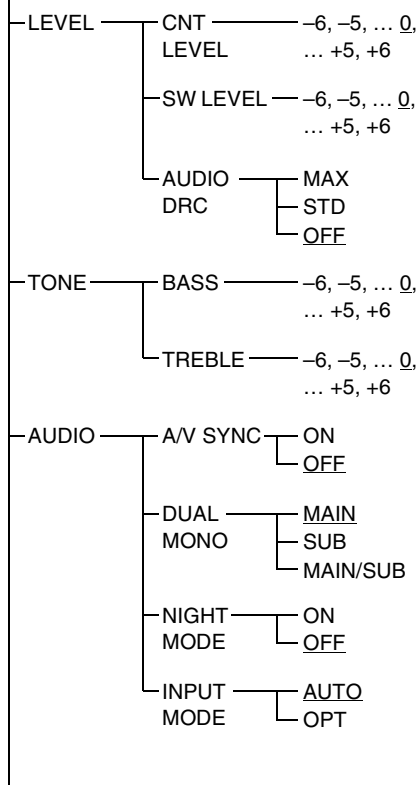 LEVEL CNT –6, –5, … 0,
LEVEL … +5, +6
SW LEVEL –6, –5, … 0,
… +5, +6
AUDIO MAX
DRC STD
OFF
TONE BASS –6, –5, … 0,
… +5, +6
TREBLE –6, –5, … 0,
… +5, +6
AUDIO A/V SYNC ON
OFF
DUAL MAIN
MONO SUB
MAIN/SUB
NIGHT ON
MODE OFF
INPUT AUTO
MODE OPT